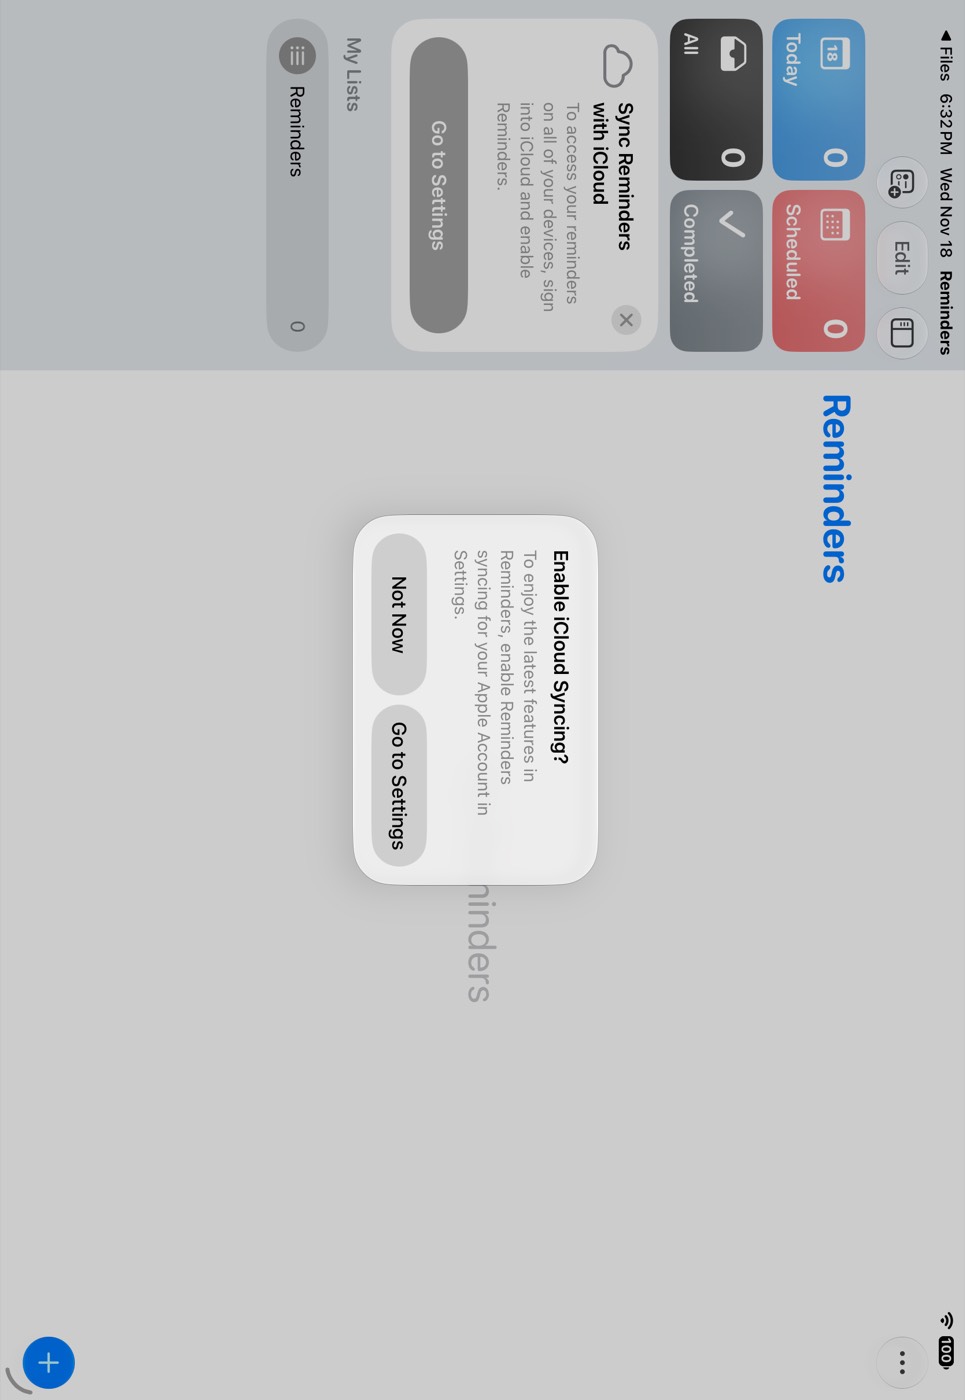 ◀ Files 6:32 PM Wed Nov 18 Reminders
100
Edit
18
0
Today
0
Scheduled
0
All
Completed
Sync Reminders
with iCloud
To access your reminders
on all of your devices, sign
into iCloud and enable
Reminders.
Go to Settings
My Lists
Reminders 0
Reminders
Enable iCloud Syncing?
To enjoy the latest features in
Reminders, enable Reminders
syncing for your Apple Account in
Settings.
Not Now
Go to Settings